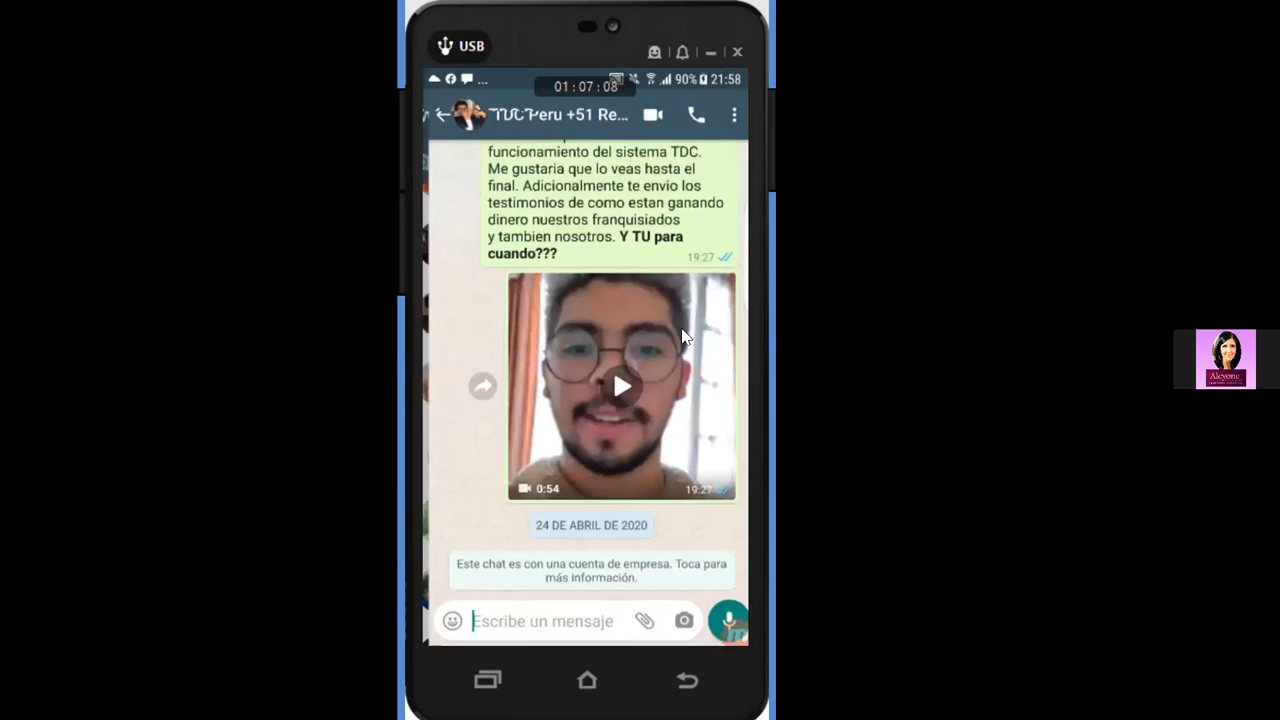 USB
... 90% 21:58
01:07:08
TDC Peru +51 Re...
funcionamiento del sistema TDC.
Me gustaria que lo veas hasta el
final. Adicionalmente te envio los
testimonios de como estan ganando
dinero nuestros franquisiados
y tambien nosotros. Y TU para
cuando???
19:27
0:54
19:27
24 DE ABRIL DE 2020
Este chat es con una cuenta de empresa. Toca para
más información.
Escribe un mensaje
Alcyone